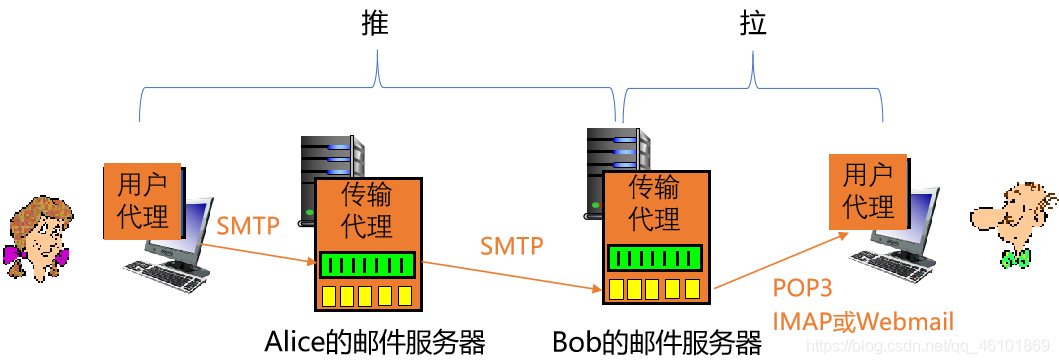 推
拉
用户
代理
传输
代理
传输
代理
用户
代理
SMTP
SMTP
POP3
IMAP或Webmail
Alice的邮件服务器
Bob的邮件服务器
https://blog.csdn.net/qq_46101869